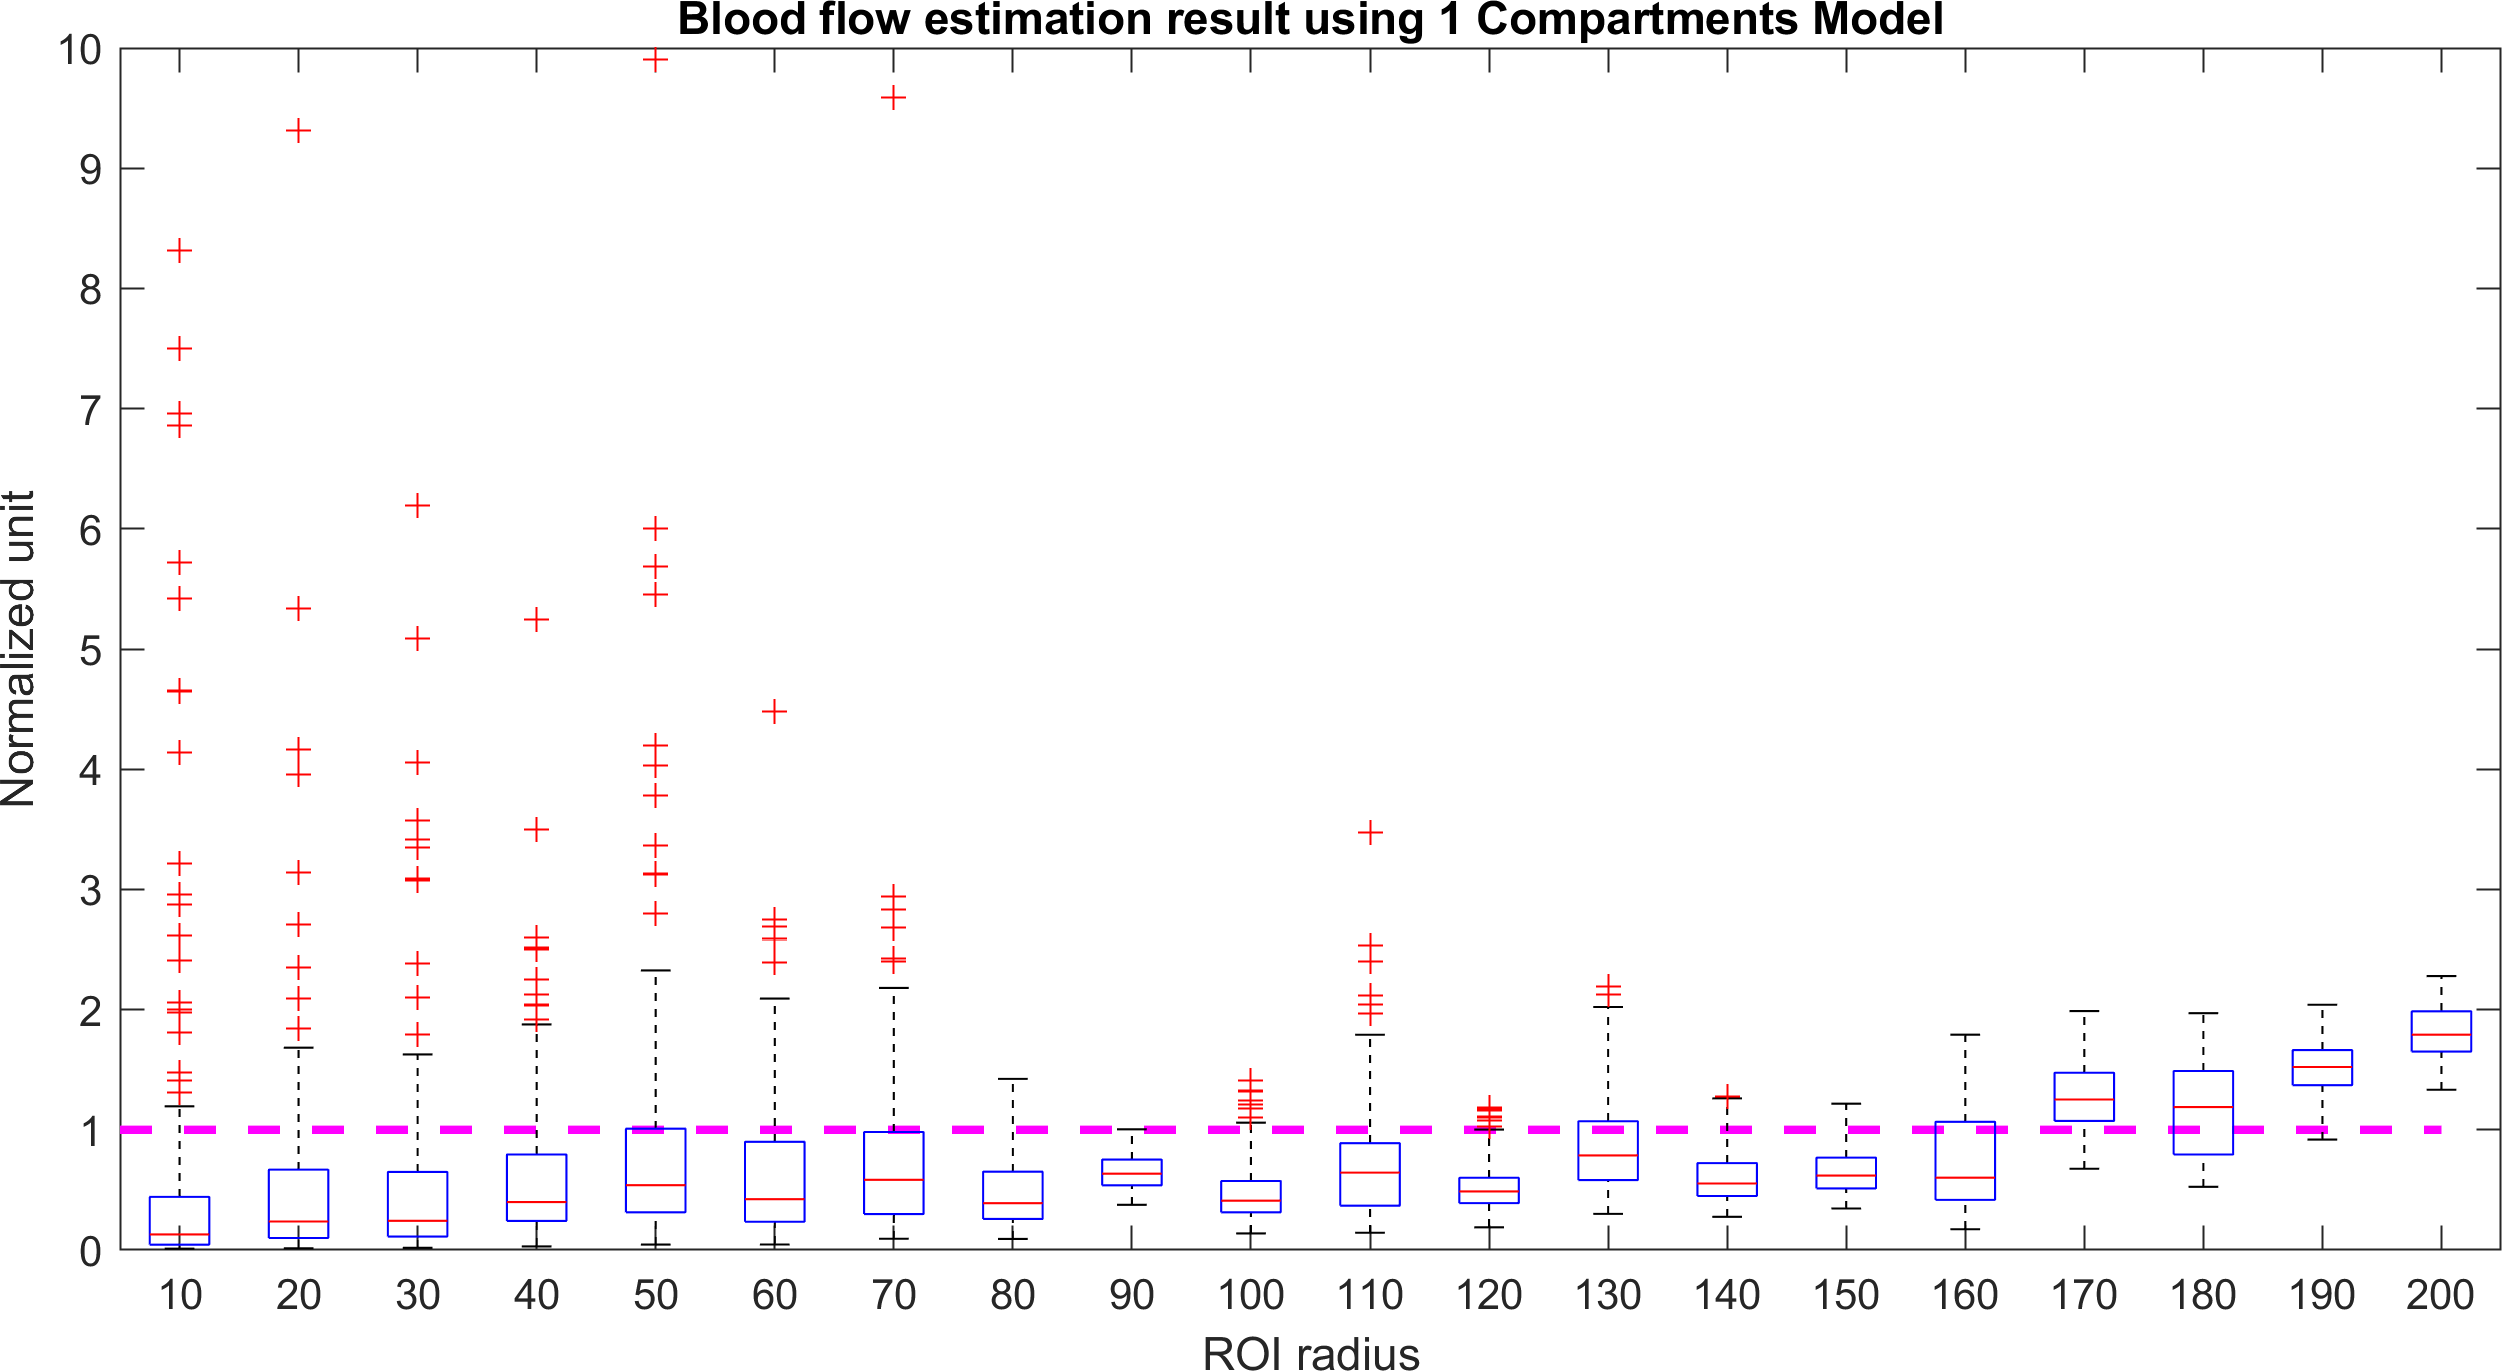 Blood flow estimation result using 1 Compartments Model
10
9
8
7
6
5
4
3
2
1
0
Normalized unit
10 20 30 40 50 60 70 80 90 100 110 120 130 140 150 160 170 180 190 200
ROI radius